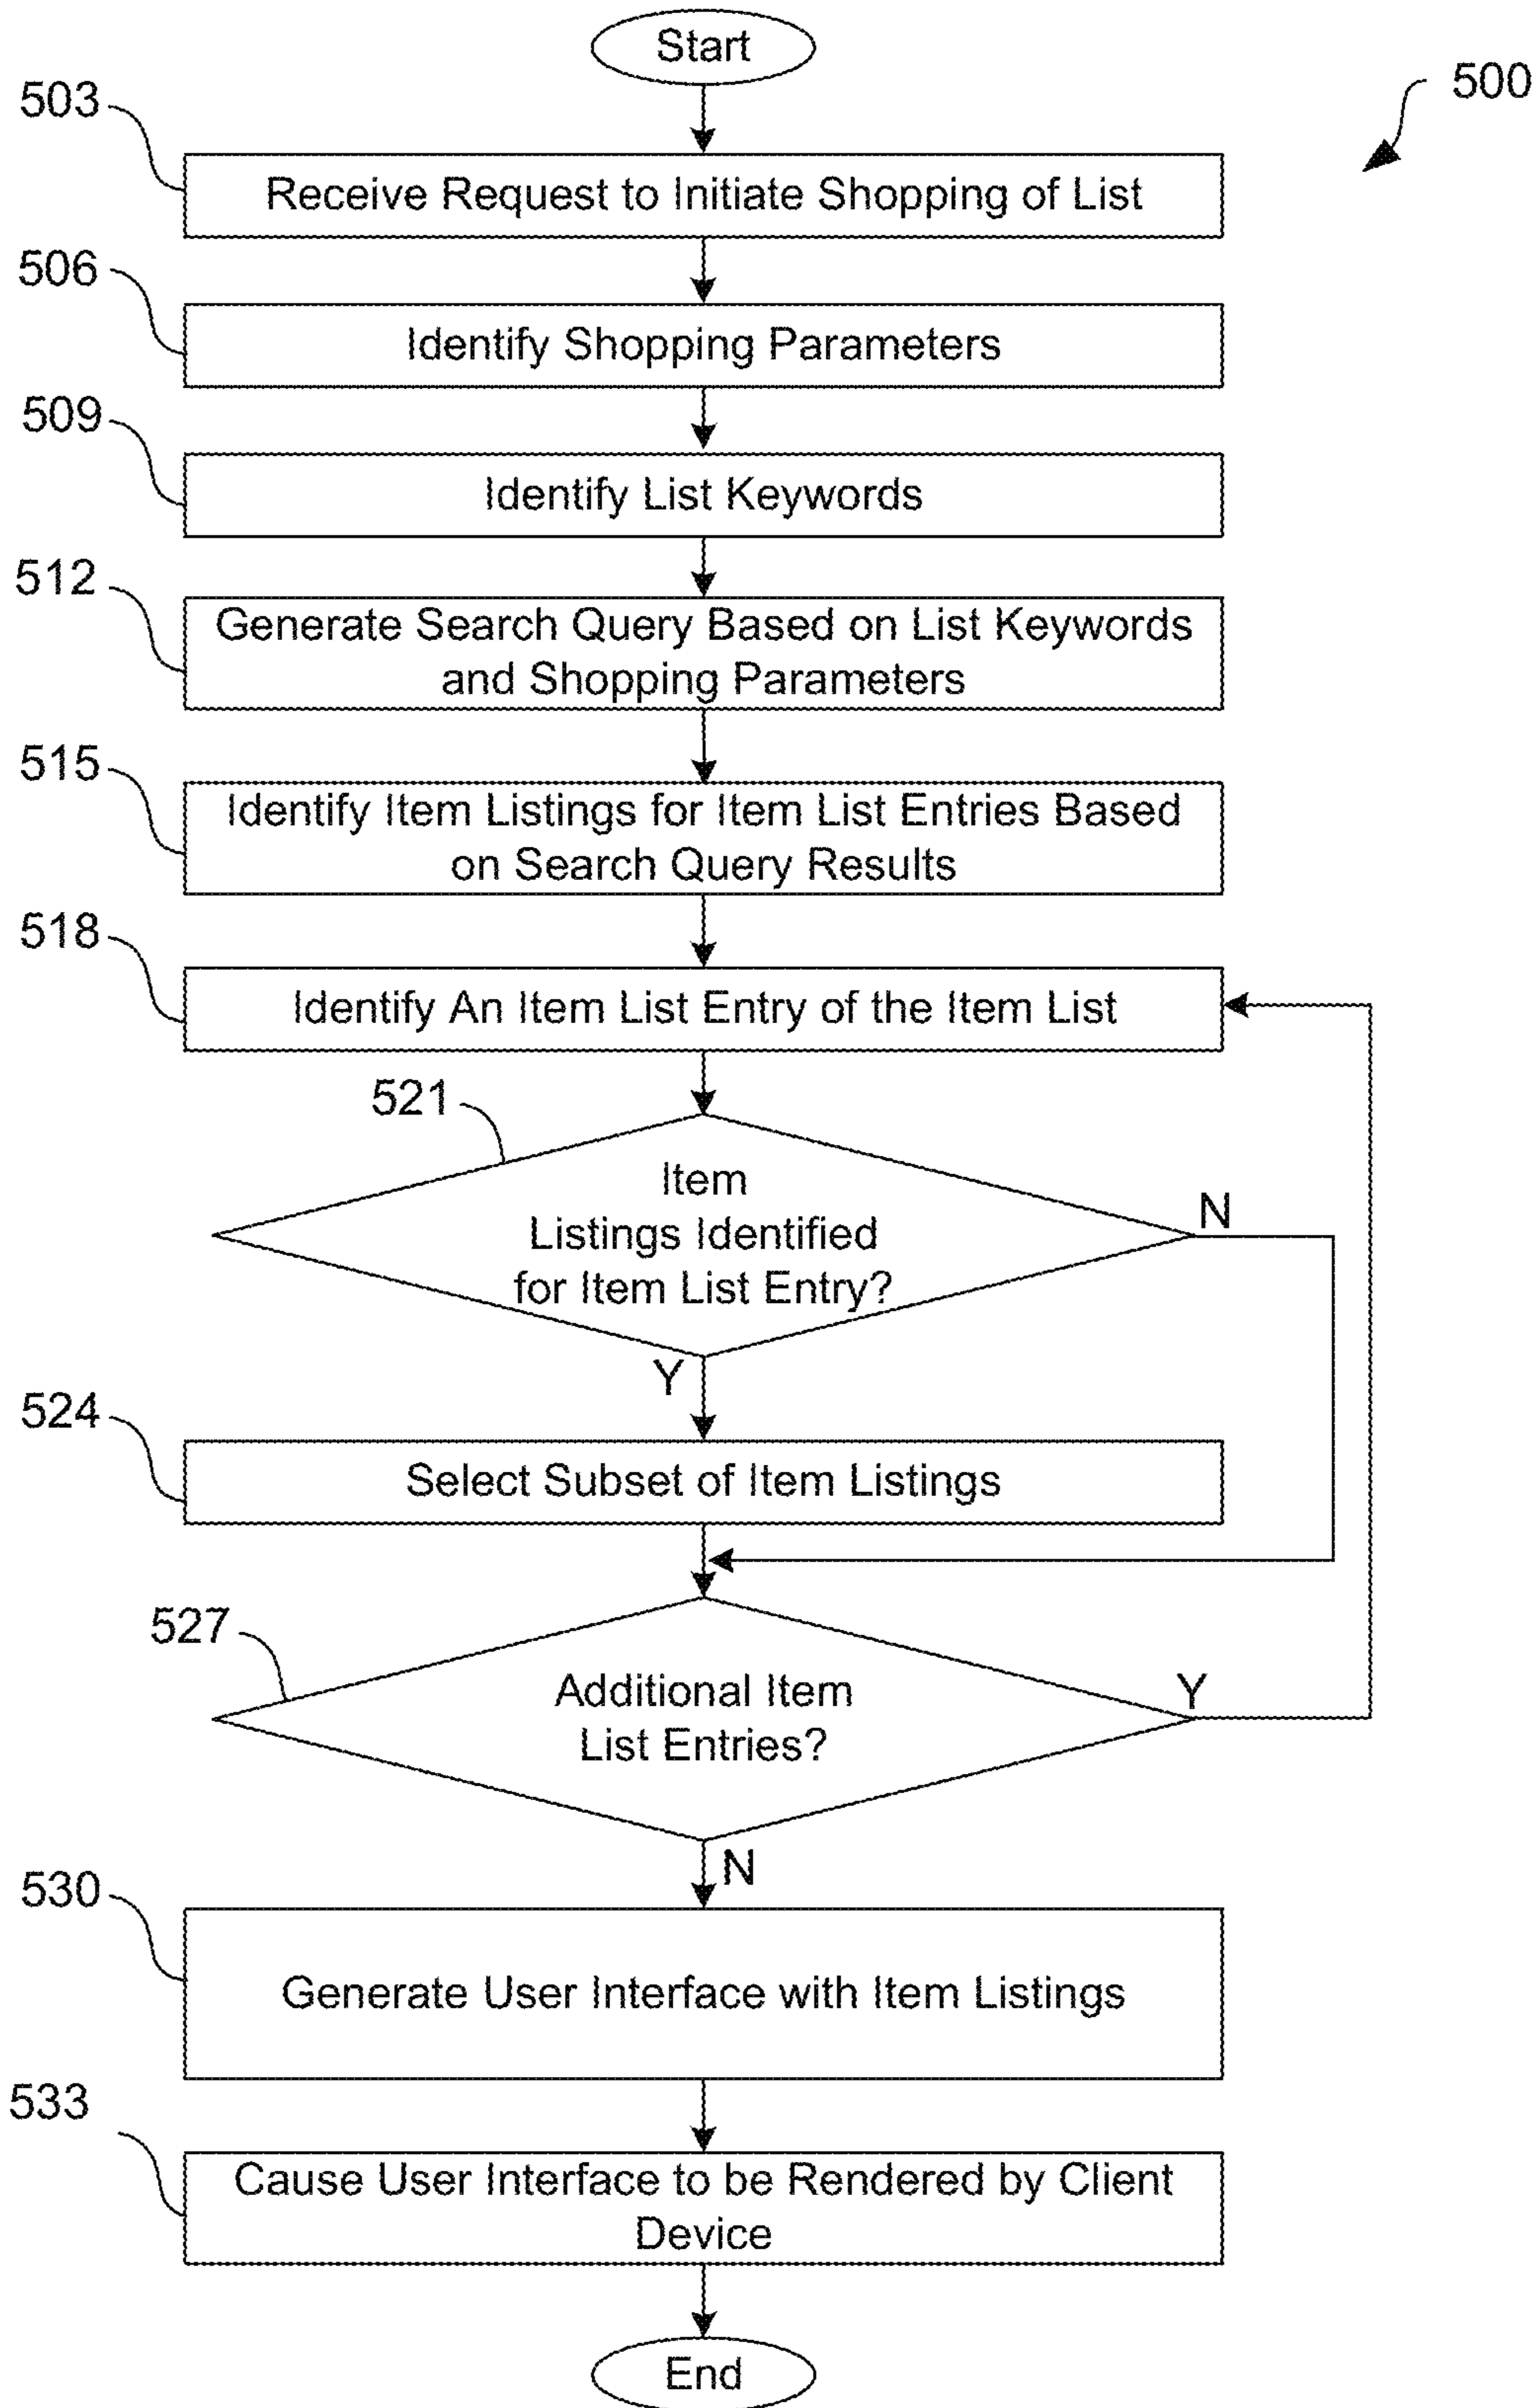 Start
500
503
Receive Request to Initiate Shopping of List
506
Identify Shopping Parameters
509
Identify List Keywords
512
Generate Search Query Based on List Keywords
and Shopping Parameters
515
Identify Item Listings for Item List Entries Based
on Search Query Results
518
Identify An Item List Entry of the Item List
521
Item
Listings Identified
for Item List Entry?
N
Y
524
Select Subset of Item Listings
527
Additional Item
List Entries?
Y
N
530
Generate User Interface with Item Listings
533
Cause User Interface to be Rendered by Client
Device
End